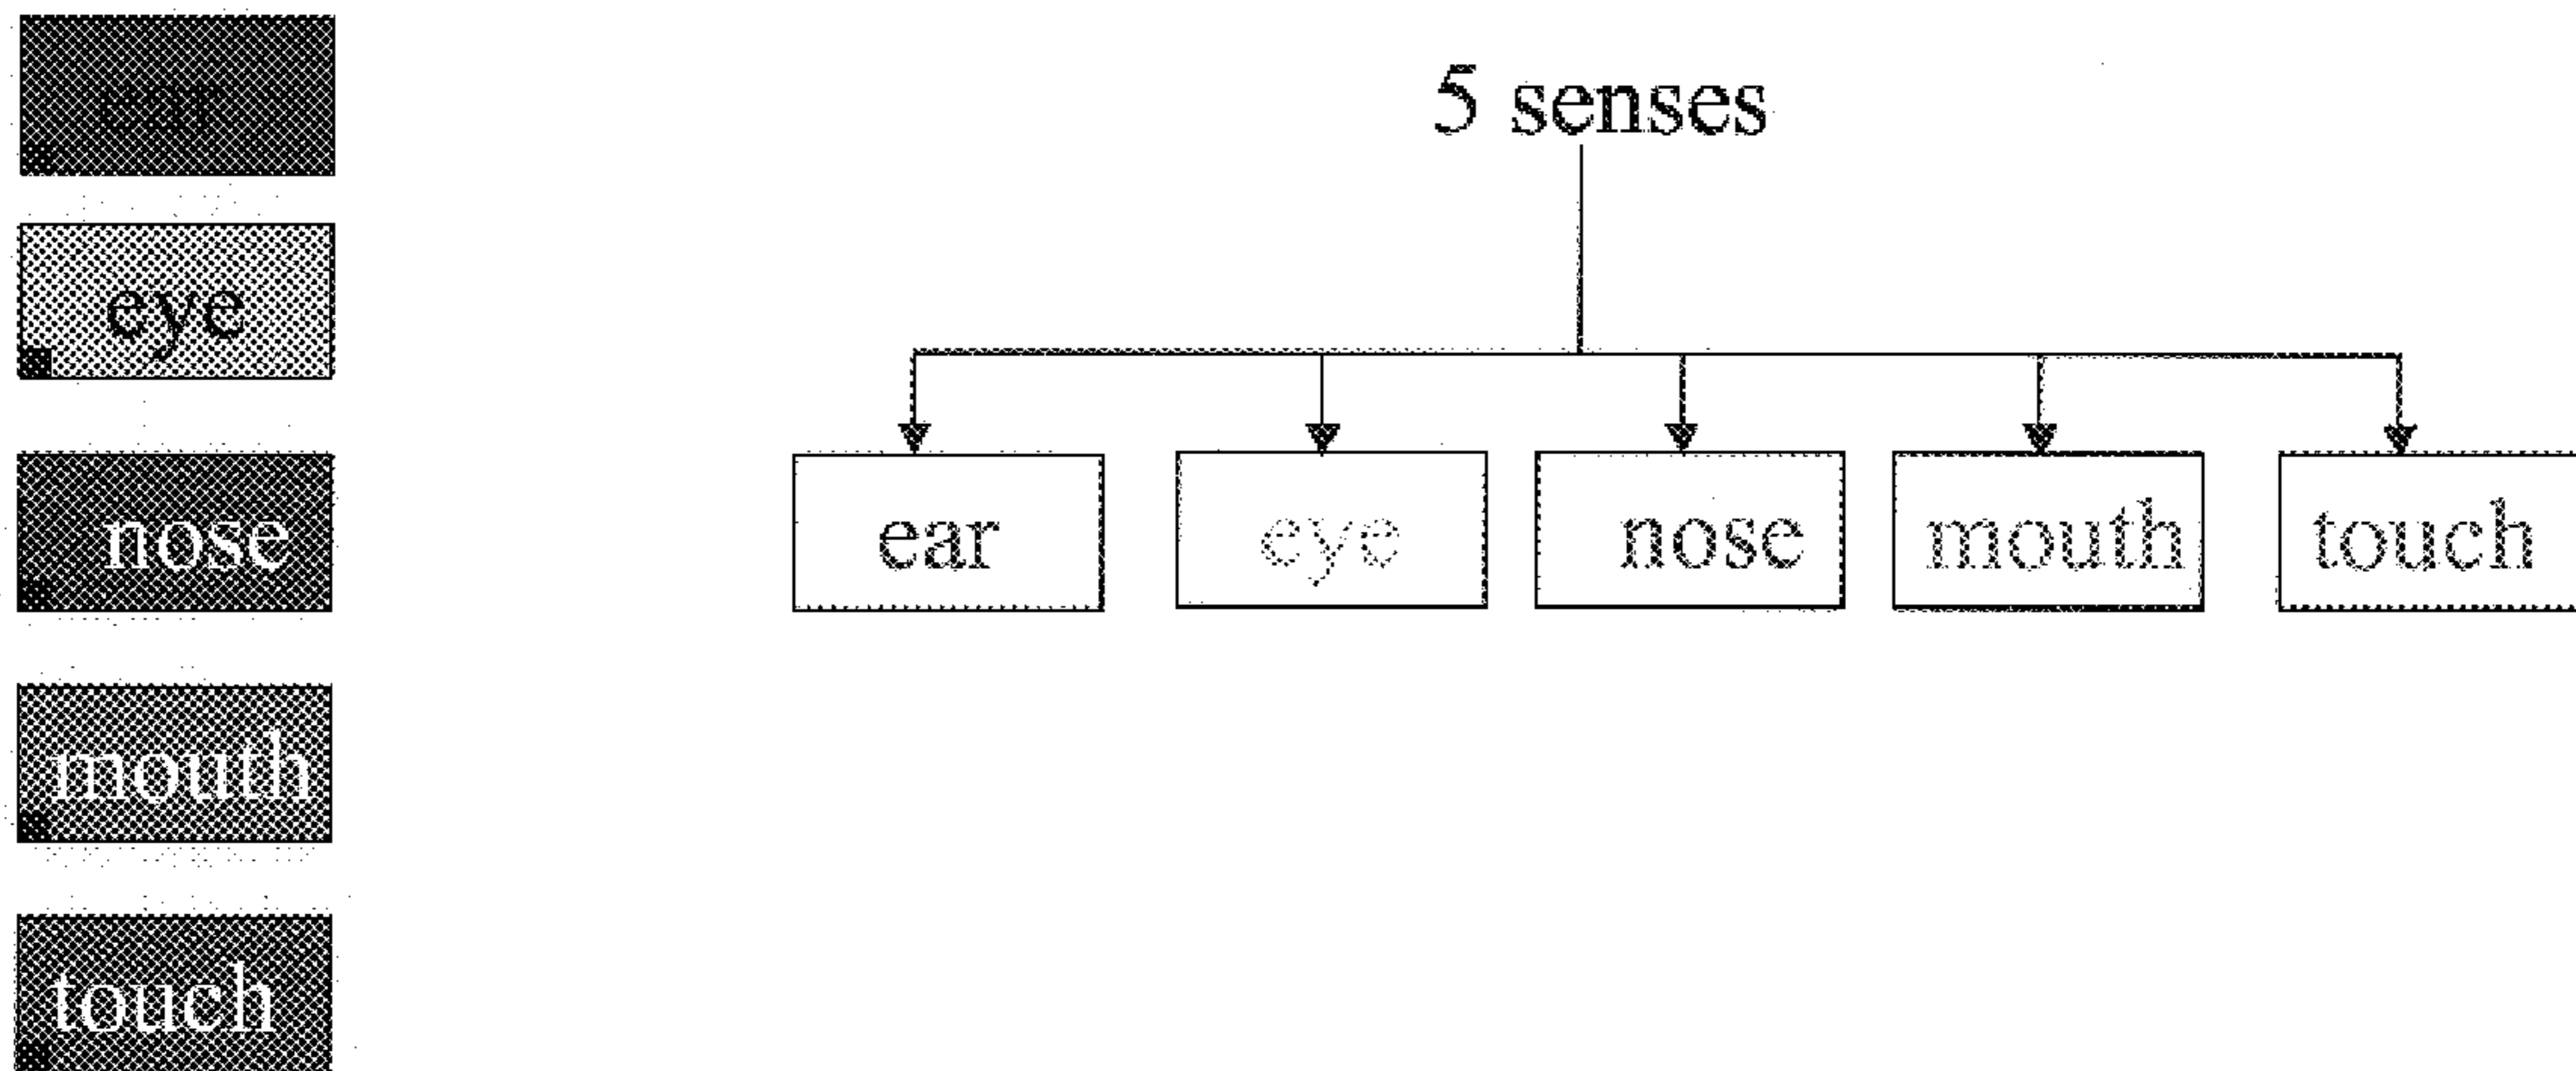 ear
eye
nose
mouth
touch
5 senses
ear eye nose mouth touch